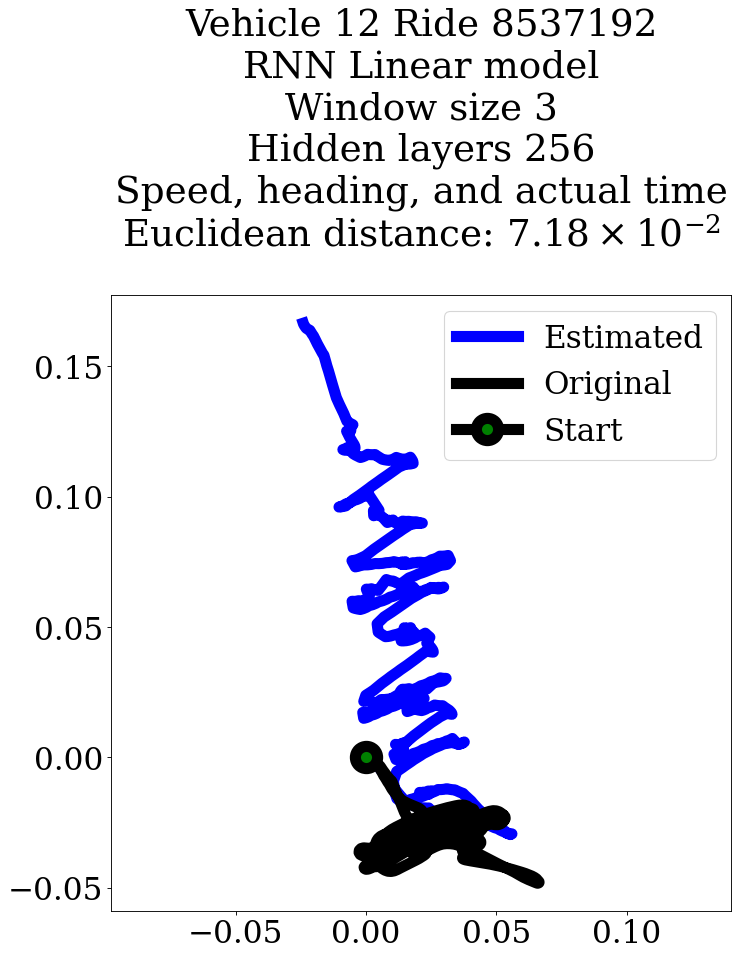 Vehicle 12 Ride 8537192
RNN Linear model
Window size 3
Hidden layers 256
Speed, heading, and actual time
Euclidean distance: 7.18 × 10⁻²
Estimated
Original
Start
0.15
0.10
0.05
0.00
−0.05
−0.05
0.00
0.05
0.10